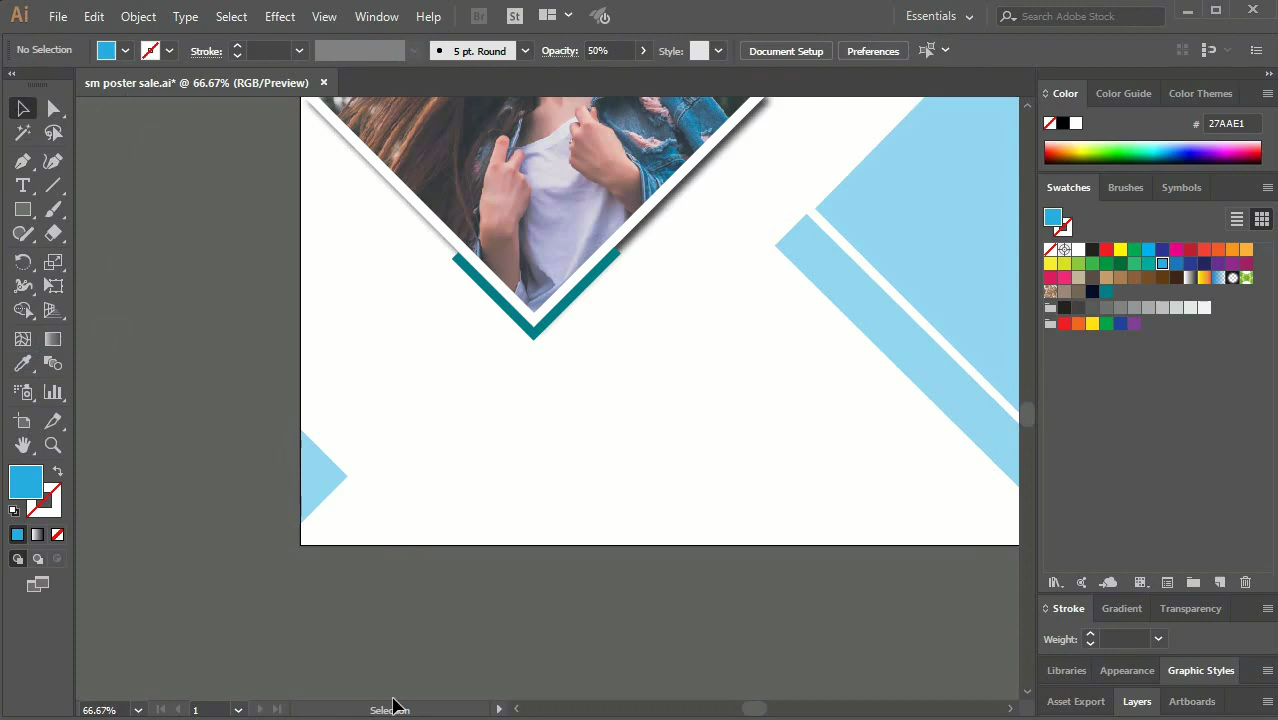 Ai File Edit Object Type Select Effect View Window Help Br St Essentials Search Adobe Stock
No Selection Stroke: 5 pt. Round Opacity: 50% Style: Document Setup Preferences
sm poster sale.ai* @ 66.67% (RGB/Preview)
Color Color Guide Color Themes
# 27AAE1
Swatches Brushes Symbols
Stroke Gradient Transparency
Weight:
Libraries Appearance Graphic Styles
Asset Export Layers Artboards
66.67% 1 Selection